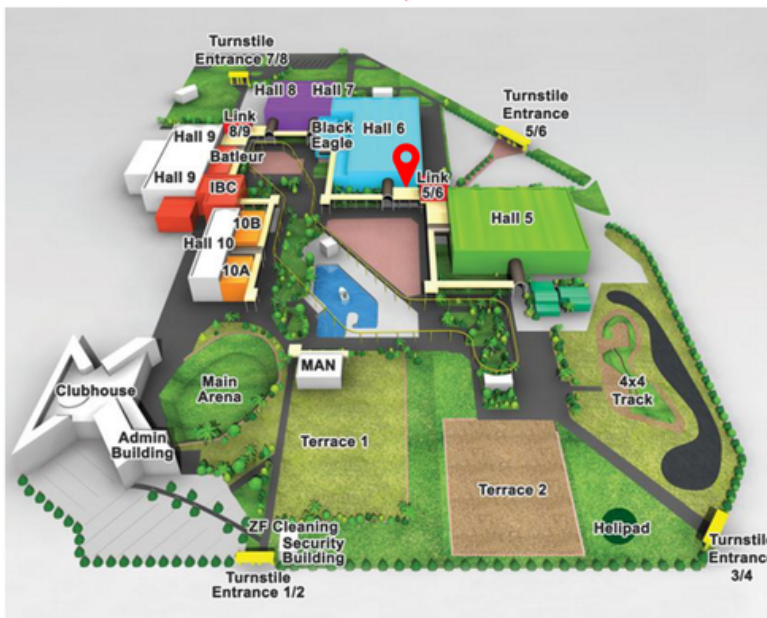 Turnstile
Entrance 7/8
Hall 8
Hall 7
Turnstile
Entrance
5/6
Link
8/9
Hall 9
Black
Eagle
Hall 6
Batleur
Hall 9
IBC
Link
5/6
Hall 5
10B
Hall 10
10A
MAN
Clubhouse
Main
Arena
4x4
Track
Admin
Building
Terrace 1
Terrace 2
ZF Cleaning
Security
Building
Helipad
Turnstile
Entrance
3/4
Turnstile
Entrance 1/2